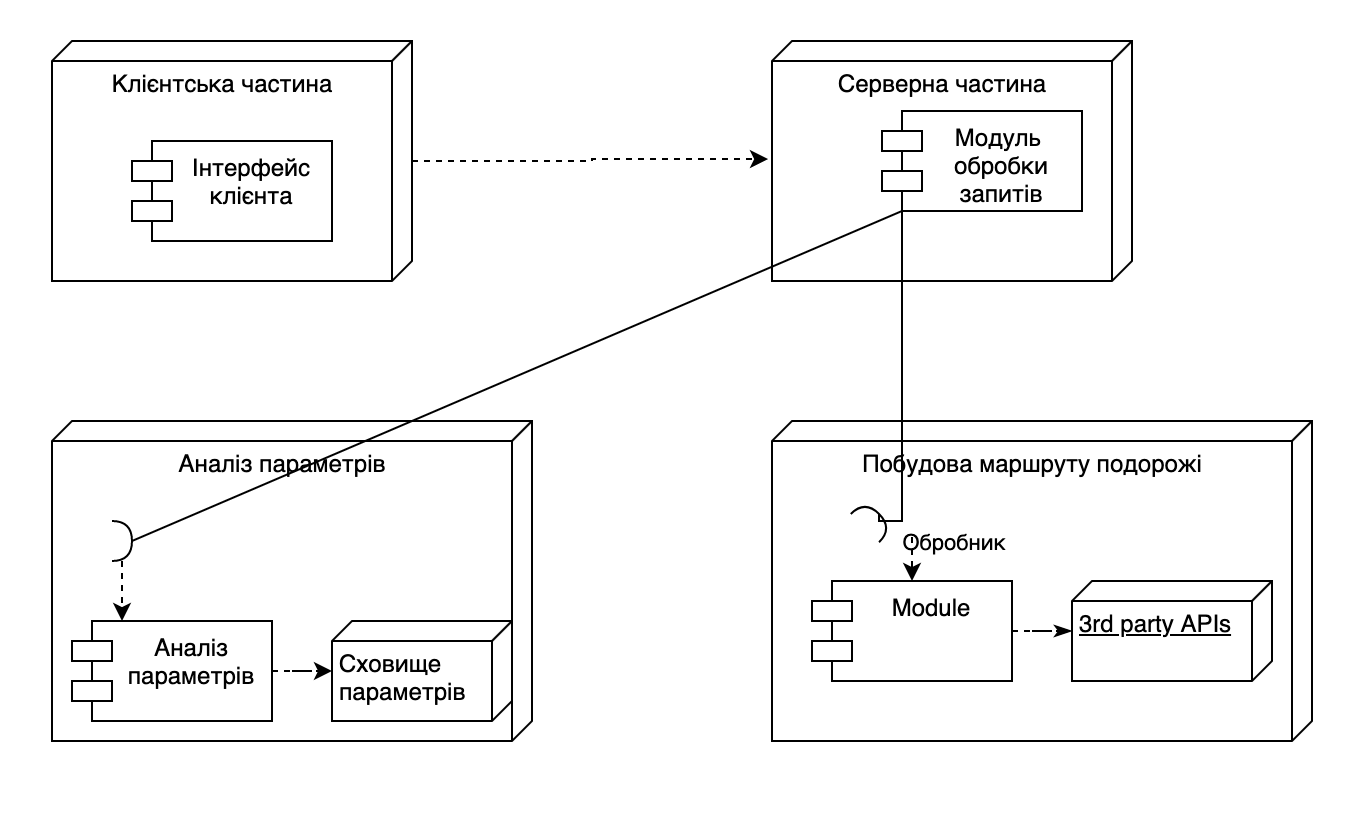 Клієнтська частина
Інтерфейс
клієнта
Серверна частина
Модуль
обробки
запитів
Аналіз параметрів
Аналіз
параметрів
Сховище
параметрів
Побудова маршруту подорожі
Обробник
Module
3rd party APIs